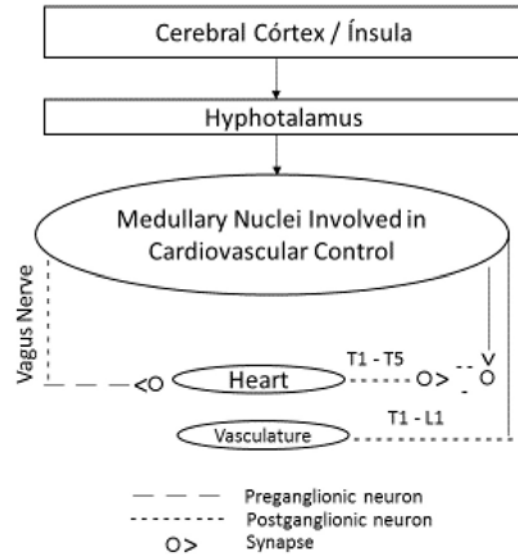 Cerebral Córtex / Ínsula
Hyphotalamus
Medullary Nuclei Involved in
Cardiovascular Control
Vagus Nerve
T1 - T5
<O
Heart
O>
v
O
T1 - L1
Vasculature
Preganglionic neuron
Postganglionic neuron
O> Synapse